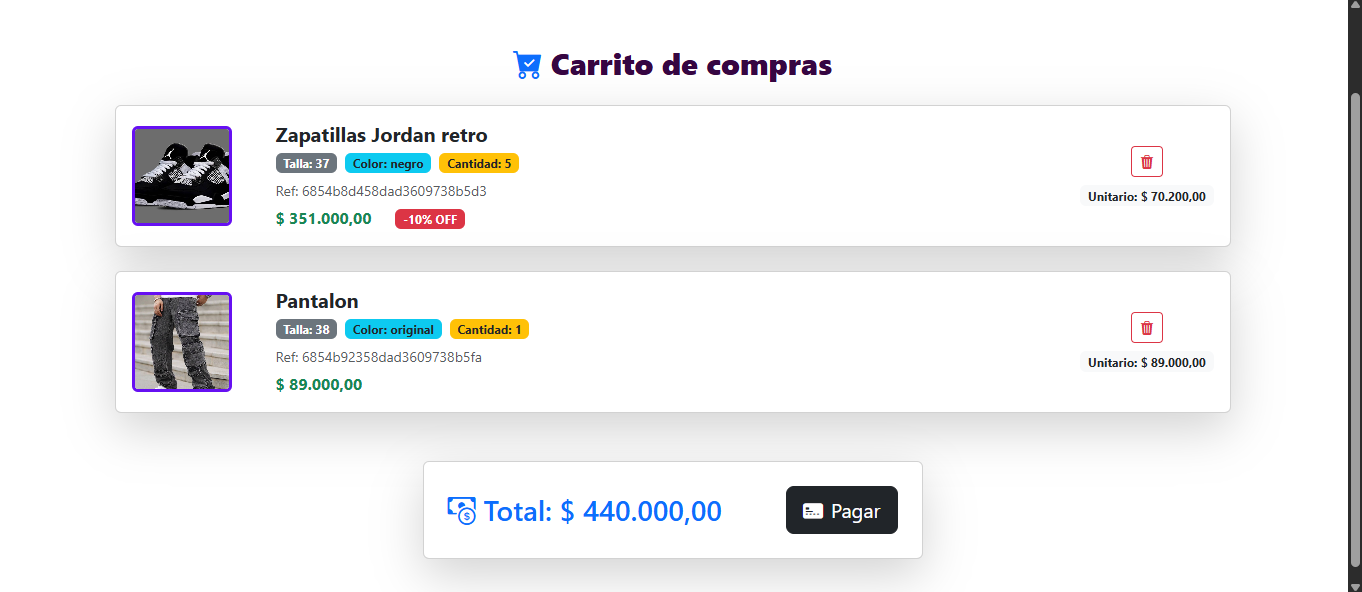 Carrito de compras
Zapatillas Jordan retro
Talla: 37 Color: negro Cantidad: 5
Ref: 6854b8d458dad3609738b5d3
$ 351.000,00 -10% OFF
Unitario: $ 70.200,00
Pantalon
Talla: 38 Color: original Cantidad: 1
Ref: 6854b92358dad3609738b5fa
$ 89.000,00
Unitario: $ 89.000,00
Total: $ 440.000,00 Pagar